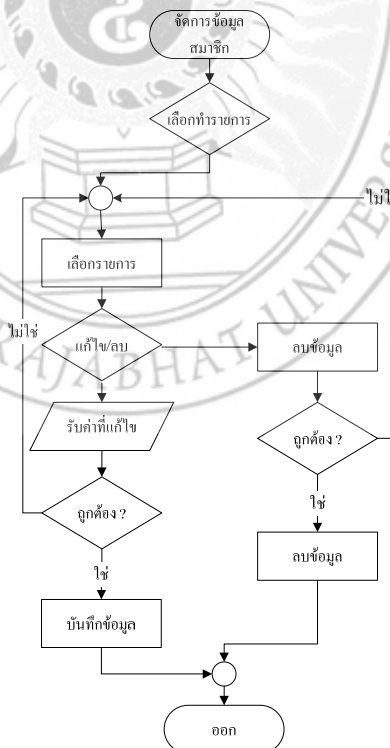 จัดการข้อมูล
สมาชิก
เลือกทำรายการ
เลือกรายการ
ไม่ใช่
แก้ไข/ลบ
ลบข้อมูล
รับค่าที่แก้ไข
ถูกต้อง ?
ถูกต้อง ?
ใช่
ใช่
ลบข้อมูล
บันทึกข้อมูล
ออก
RAJABHAT UNIVER